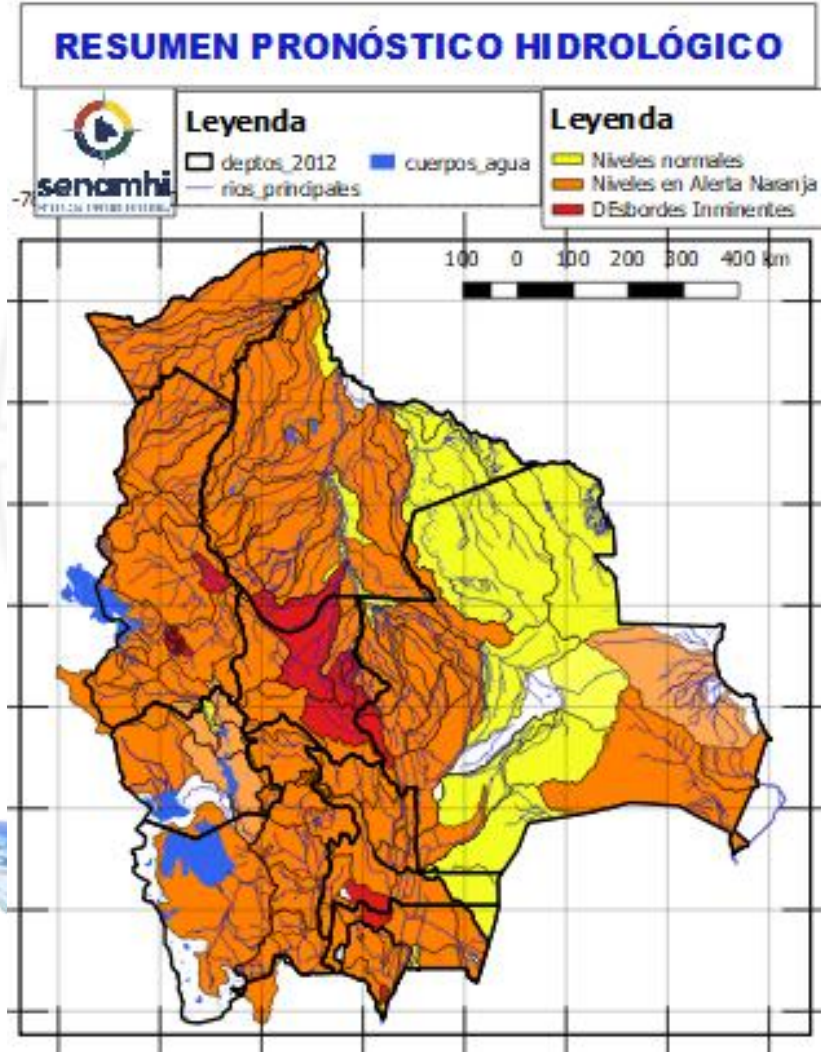 RESUMEN PRONÓSTICO HIDROLÓGICO
senamhi
Leyenda
deptos_2012
cuerpos_agua
rios_principales
Leyenda
Niveles normales
Niveles en Alerta Naranja
DEsbordes Inminentes
100 0 100 200 300 400 km